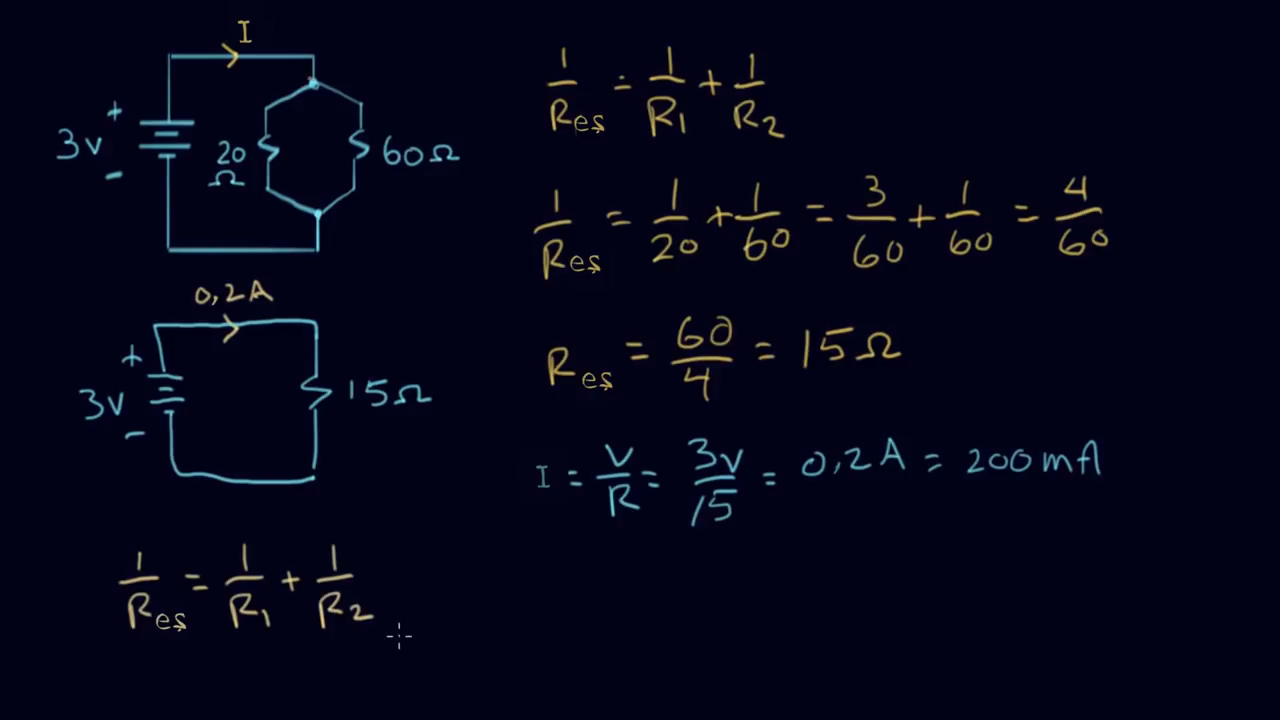 I
+
3v
-
20
Ω
60Ω
1/Res = 1/R1 + 1/R2
1/Res = 1/20 + 1/60 = 3/60 + 1/60 = 4/60
0,2A
+
3v
-
15Ω
Res = 60/4 = 15Ω
I = V/R = 3v/15 = 0,2A = 200mA
1/Res = 1/R1 + 1/R2